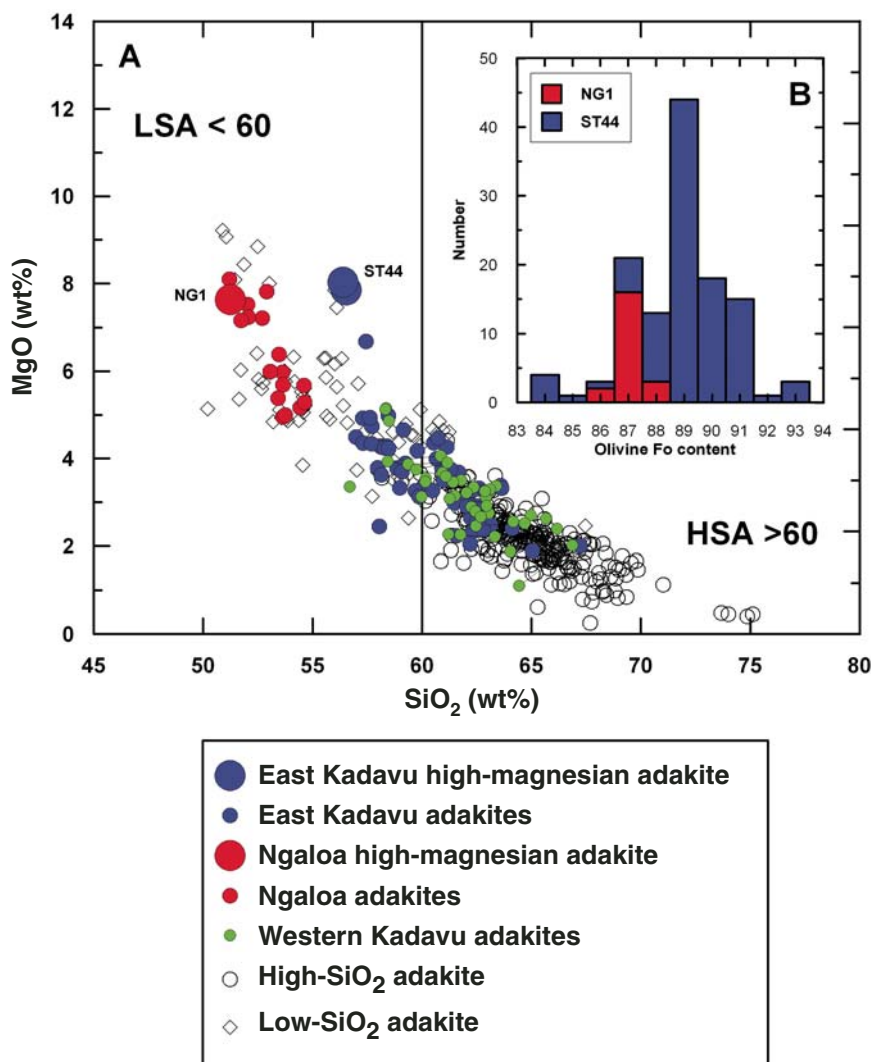 A
LSA < 60
HSA >60
NG1
ST44
MgO (wt%)
14
12
10
8
6
4
2
0
45
50
55
60
65
70
75
80
SiO₂ (wt%)
B
NG1
ST44
Number
50
40
30
20
10
0
83
84
85
86
87
88
89
90
91
92
93
94
Olivine Fo content
East Kadavu high-magnesian adakite
East Kadavu adakites
Ngaloa high-magnesian adakite
Ngaloa adakites
Western Kadavu adakites
High-SiO₂ adakite
Low-SiO₂ adakite